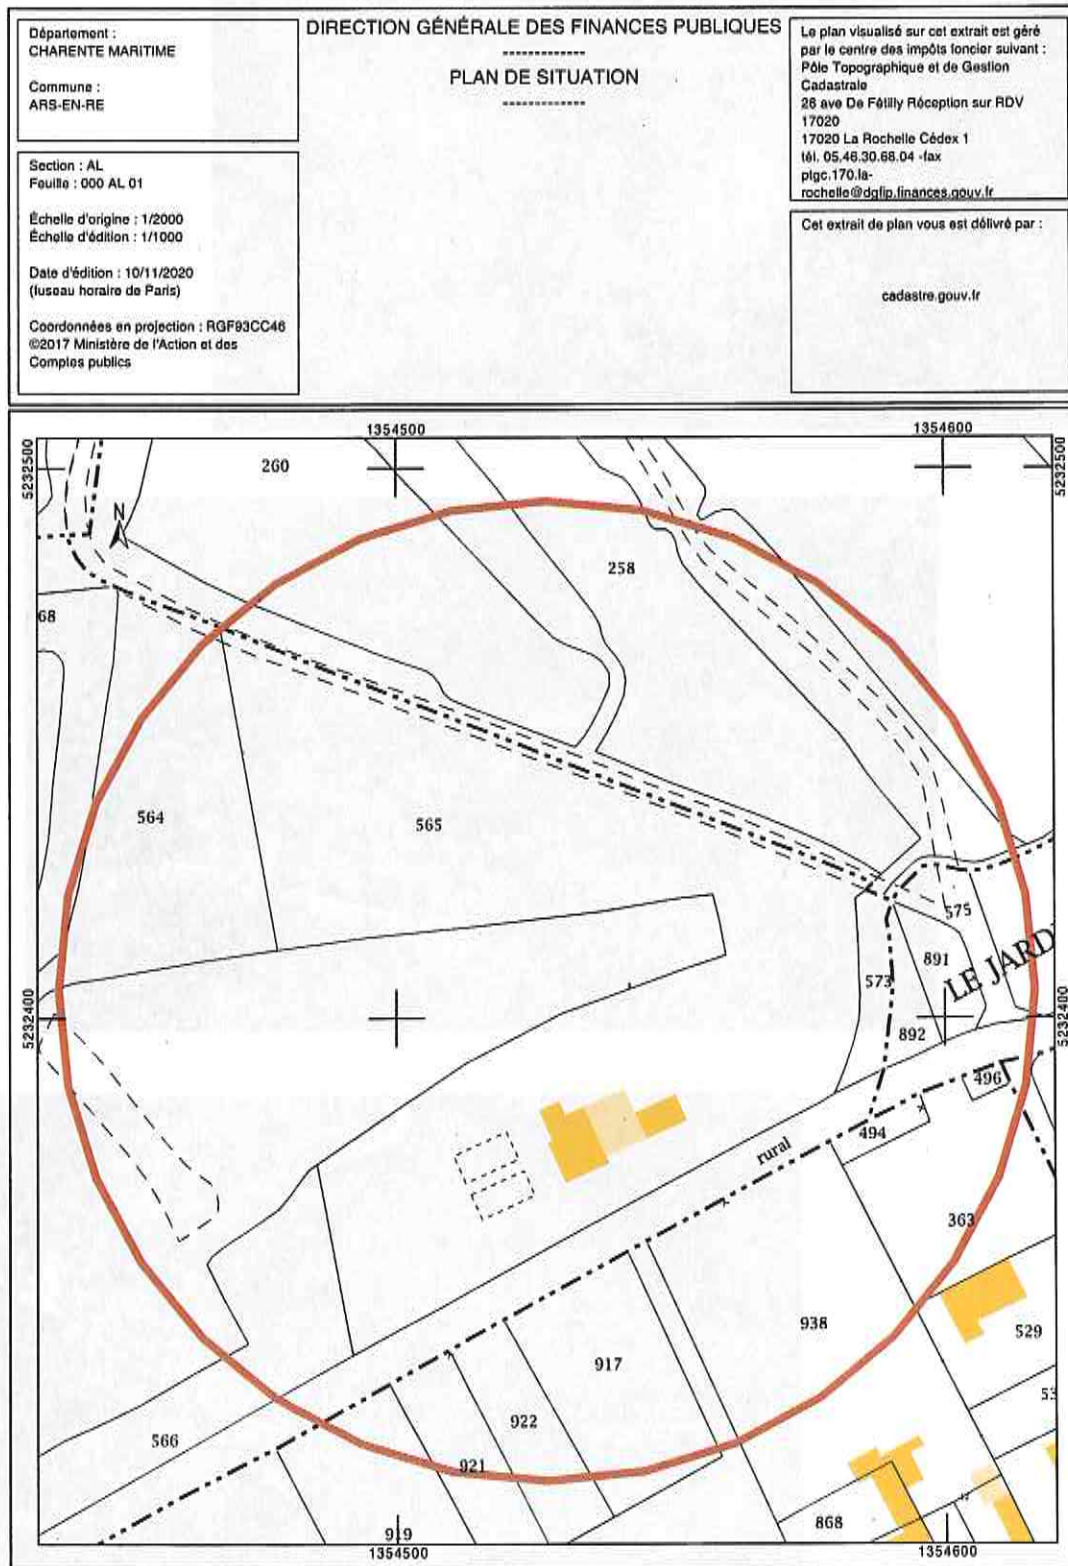 Département :
CHARENTE MARITIME
Commune :
ARS-EN-RE
Section : AL
Feuille : 000 AL 01
Échelle d'origine : 1/2000
Échelle d'édition : 1/1000
Date d'édition : 10/11/2020
(fuseau horaire de Paris)
Coordonnées en projection : RGF93CC46
©2017 Ministère de l'Action et des
Comptes publics
DIRECTION GÉNÉRALE DES FINANCES PUBLIQUES
-------------
PLAN DE SITUATION
-------------
Le plan visualisé sur cet extrait est géré
par le centre des impôts foncier suivant :
Pôle Topographique et de Gestion
Cadastrale
26 ave De Fétilly Réception sur RDV
17020
17020 La Rochelle Cédex 1
tél. 05.46.30.68.04 -fax
ptgc.170.la-
rochelle@dgfip.finances.gouv.fr
Cet extrait de plan vous est délivré par :
cadastre.gouv.fr
1354500
1354600
5232500
5232500
260
N
258
68
564
565
575
891
LE JARD
573
5232400
5232400
892
496
494
rural
363
938
529
917
53
922
566
921
919
868
1354500
1354600